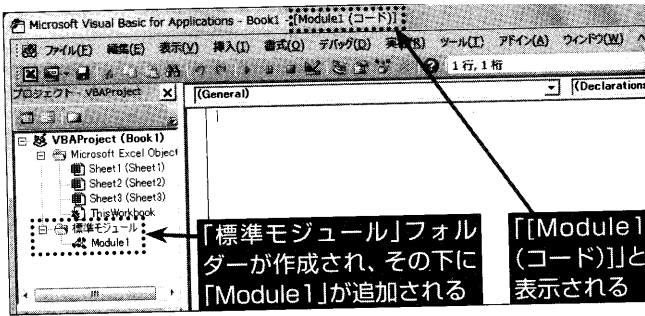 Microsoft Visual Basic for Applications - Book1 - [Module1 (コード)]
ファイル(F) 編集(E) 表示(V) 挿入(I) 書式(O) デバッグ(D) 実行(R) ツール(T) アドイン(A) ウィンドウ(W)
1行, 1桁
プロジェクト - VBAProject
(General)
(Declarations
VBAProject (Book1)
Microsoft Excel Object
Sheet1 (Sheet1)
Sheet2 (Sheet2)
Sheet3 (Sheet3)
ThisWorkbook
標準モジュール
Module1
「標準モジュール」フォル
ダーが作成され、その下に
「Module1」が追加される
「[Module1
(コード)]」と
表示される